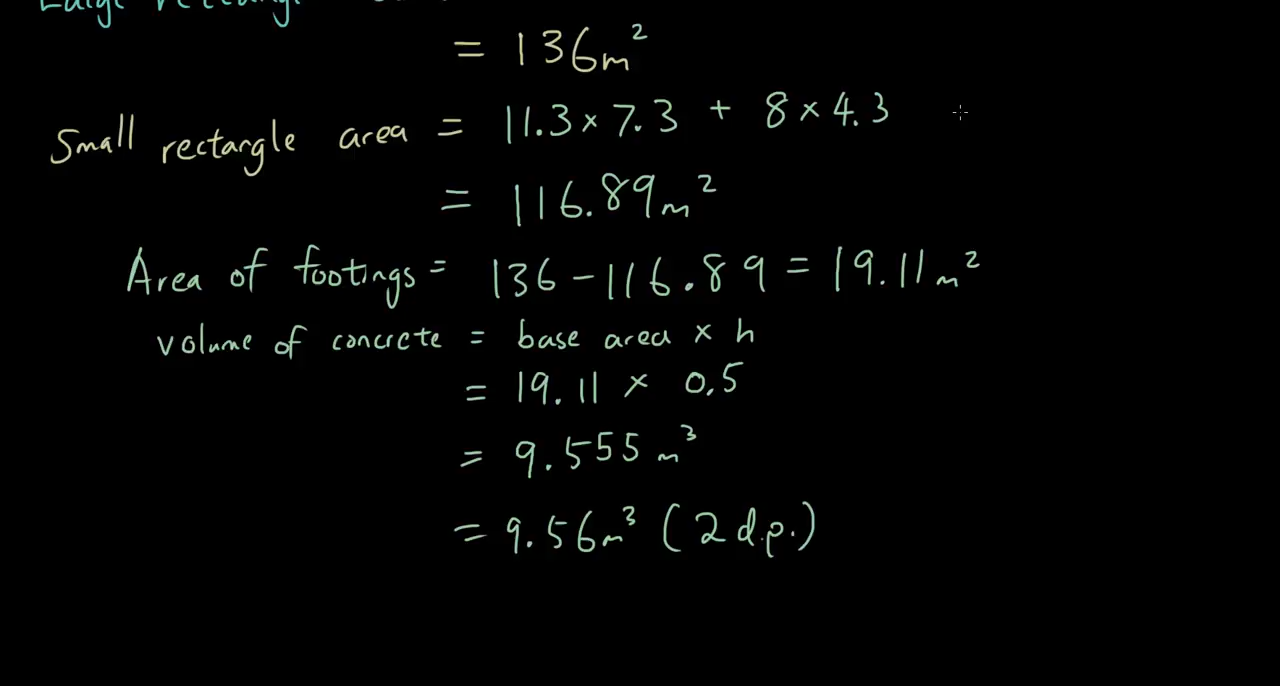 = 136m²
Small rectangle area = 11.3 × 7.3 + 8 × 4.3
= 116.89m²
Area of footings = 136 - 116.89 = 19.11m²
volume of concrete = base area × h
= 19.11 × 0.5
= 9.555 m³
= 9.56m³ (2 d.p.)